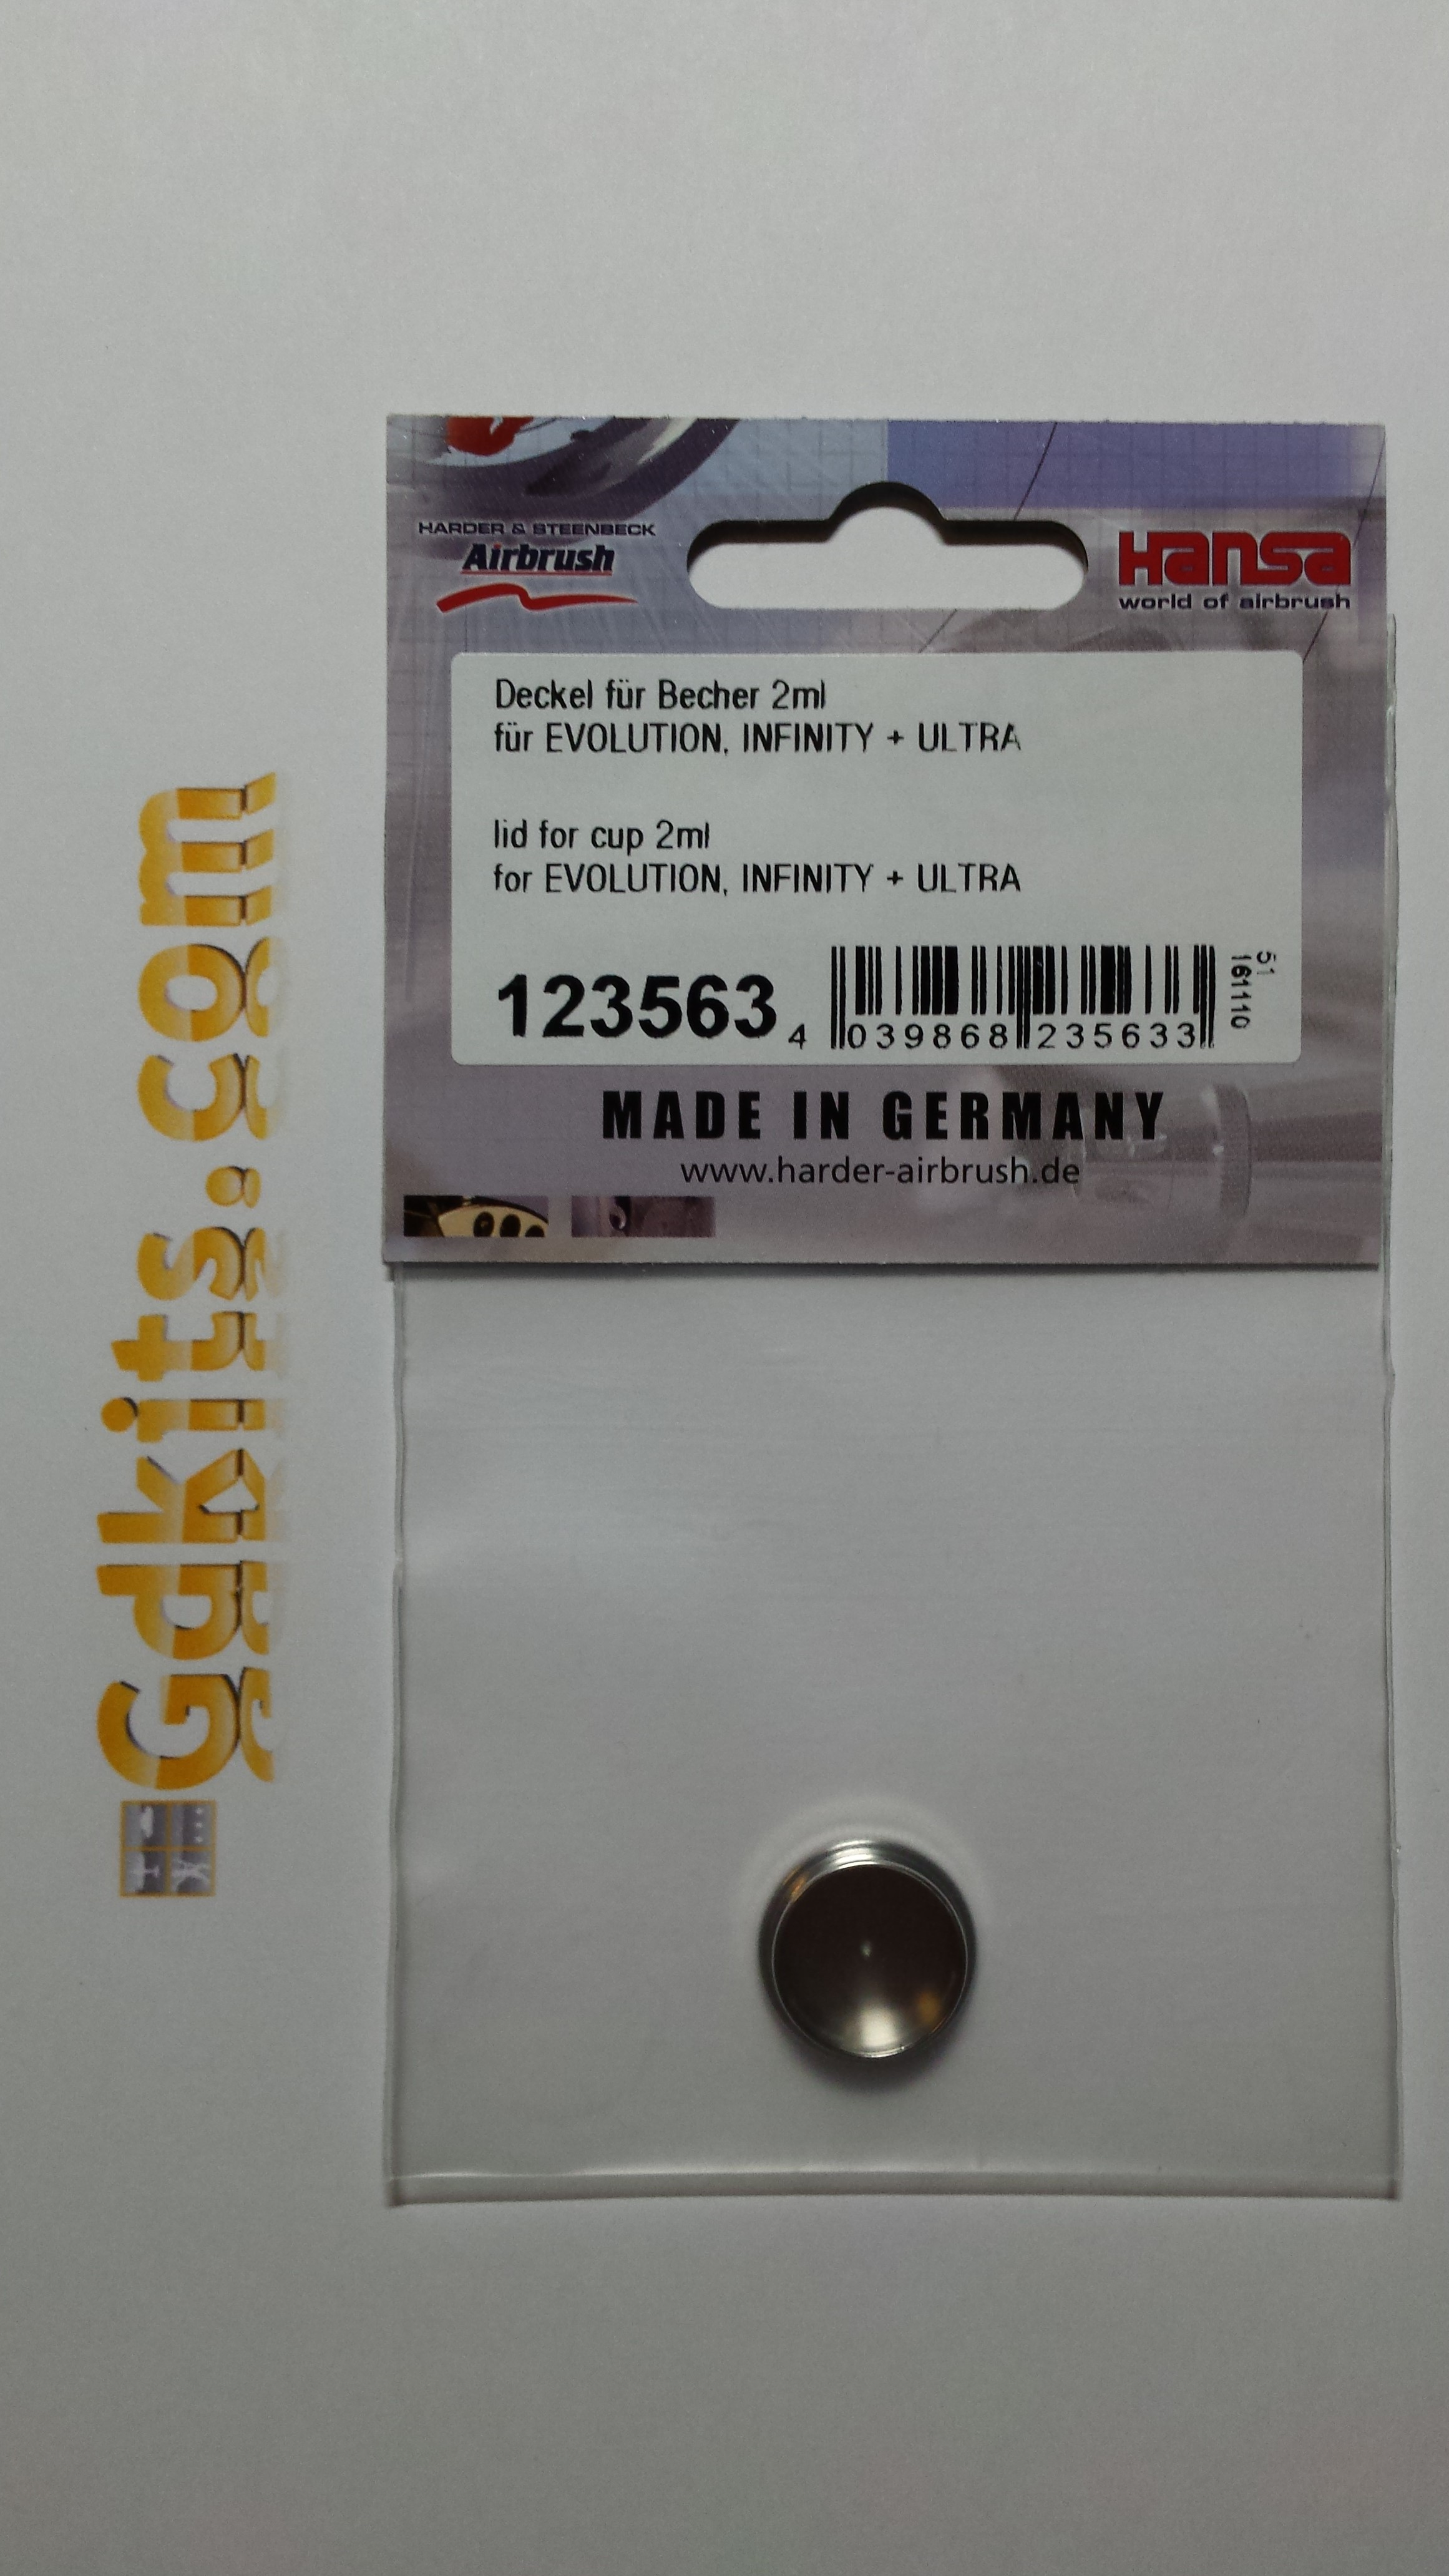 HARDER & STEENBECK
Airbrush
Hansa
world of airbrush
Deckel für Becher 2ml
für EVOLUTION, INFINITY + ULTRA
lid for cup 2ml
for EVOLUTION, INFINITY + ULTRA
123563
4 039868 235633
51
161110
MADE IN GERMANY
www.harder-airbrush.de
Gdkits.com